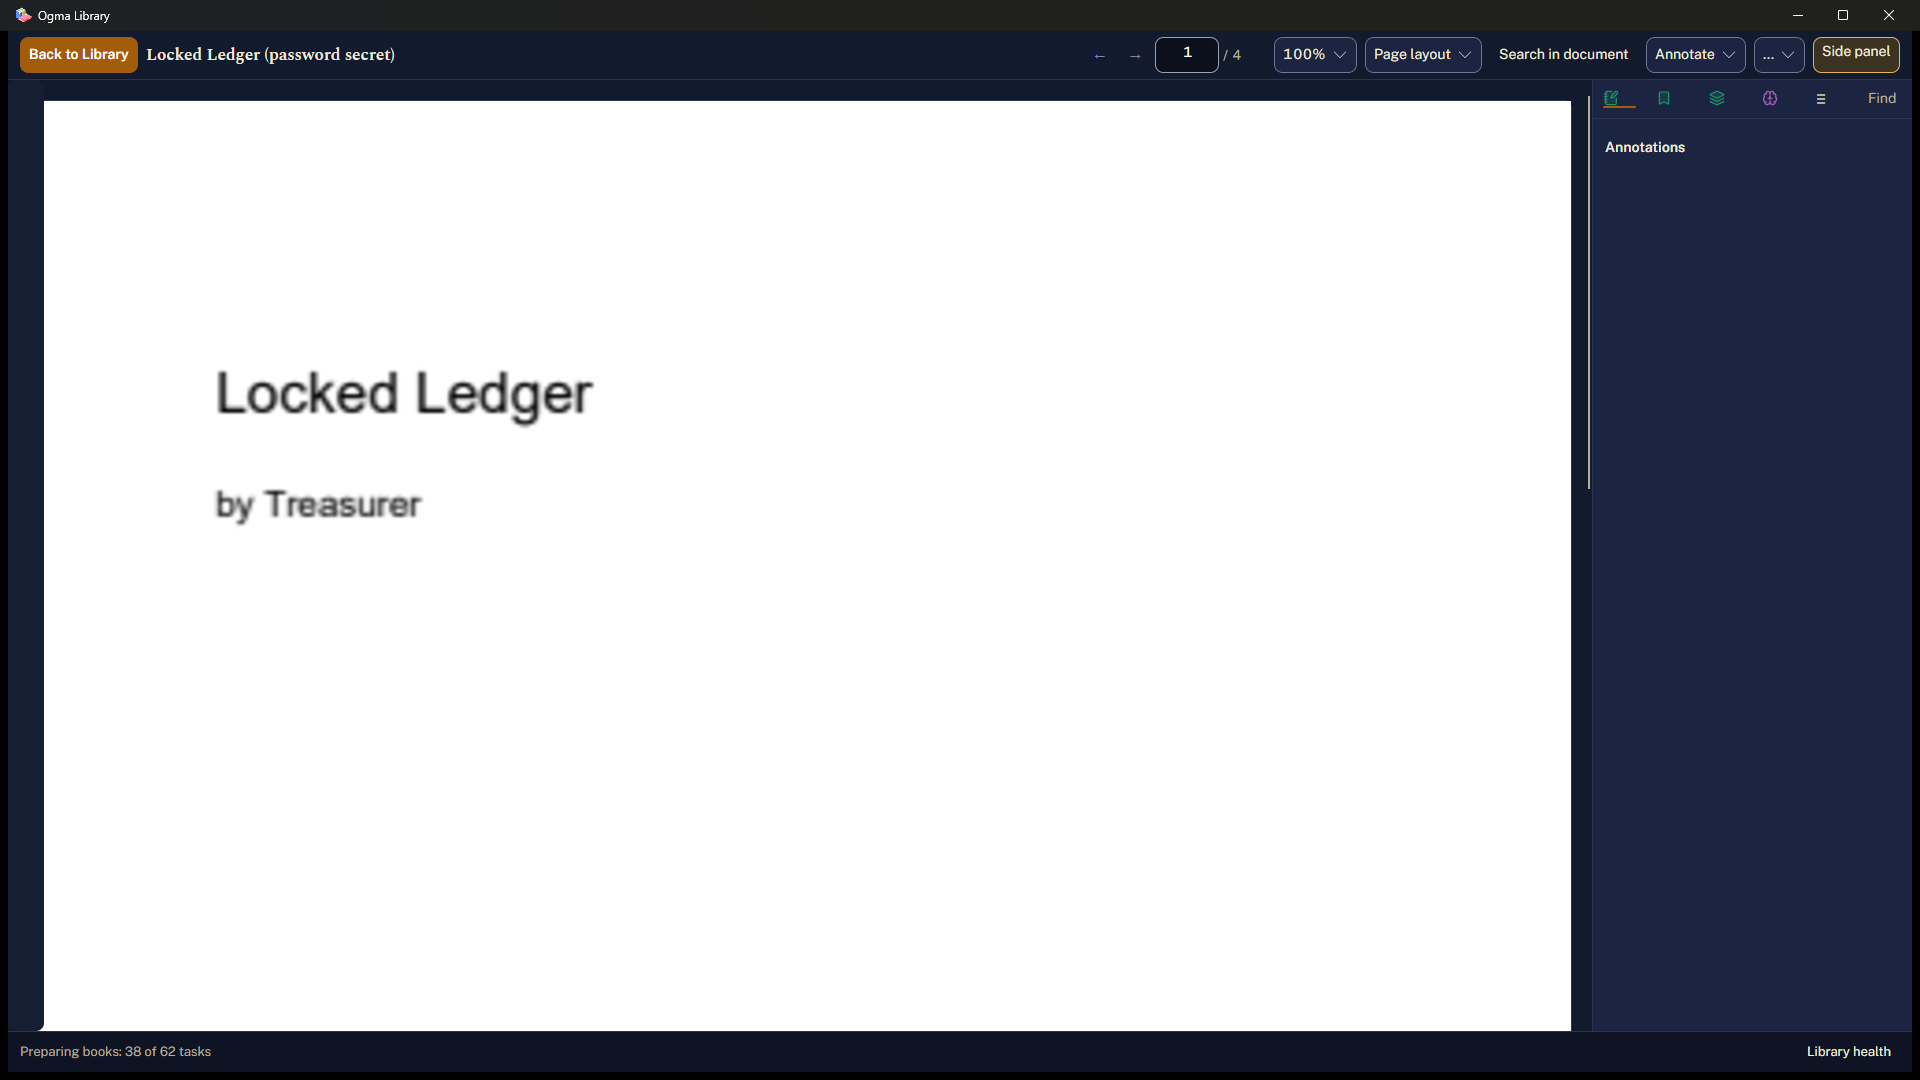 Ogma Library
Back to Library Locked Ledger (password secret) ← → 1 / 4 100% Page layout Search in document Annotate ... Side panel
Find
Annotations
Locked Ledger
by Treasurer
Preparing books: 38 of 62 tasks Library health